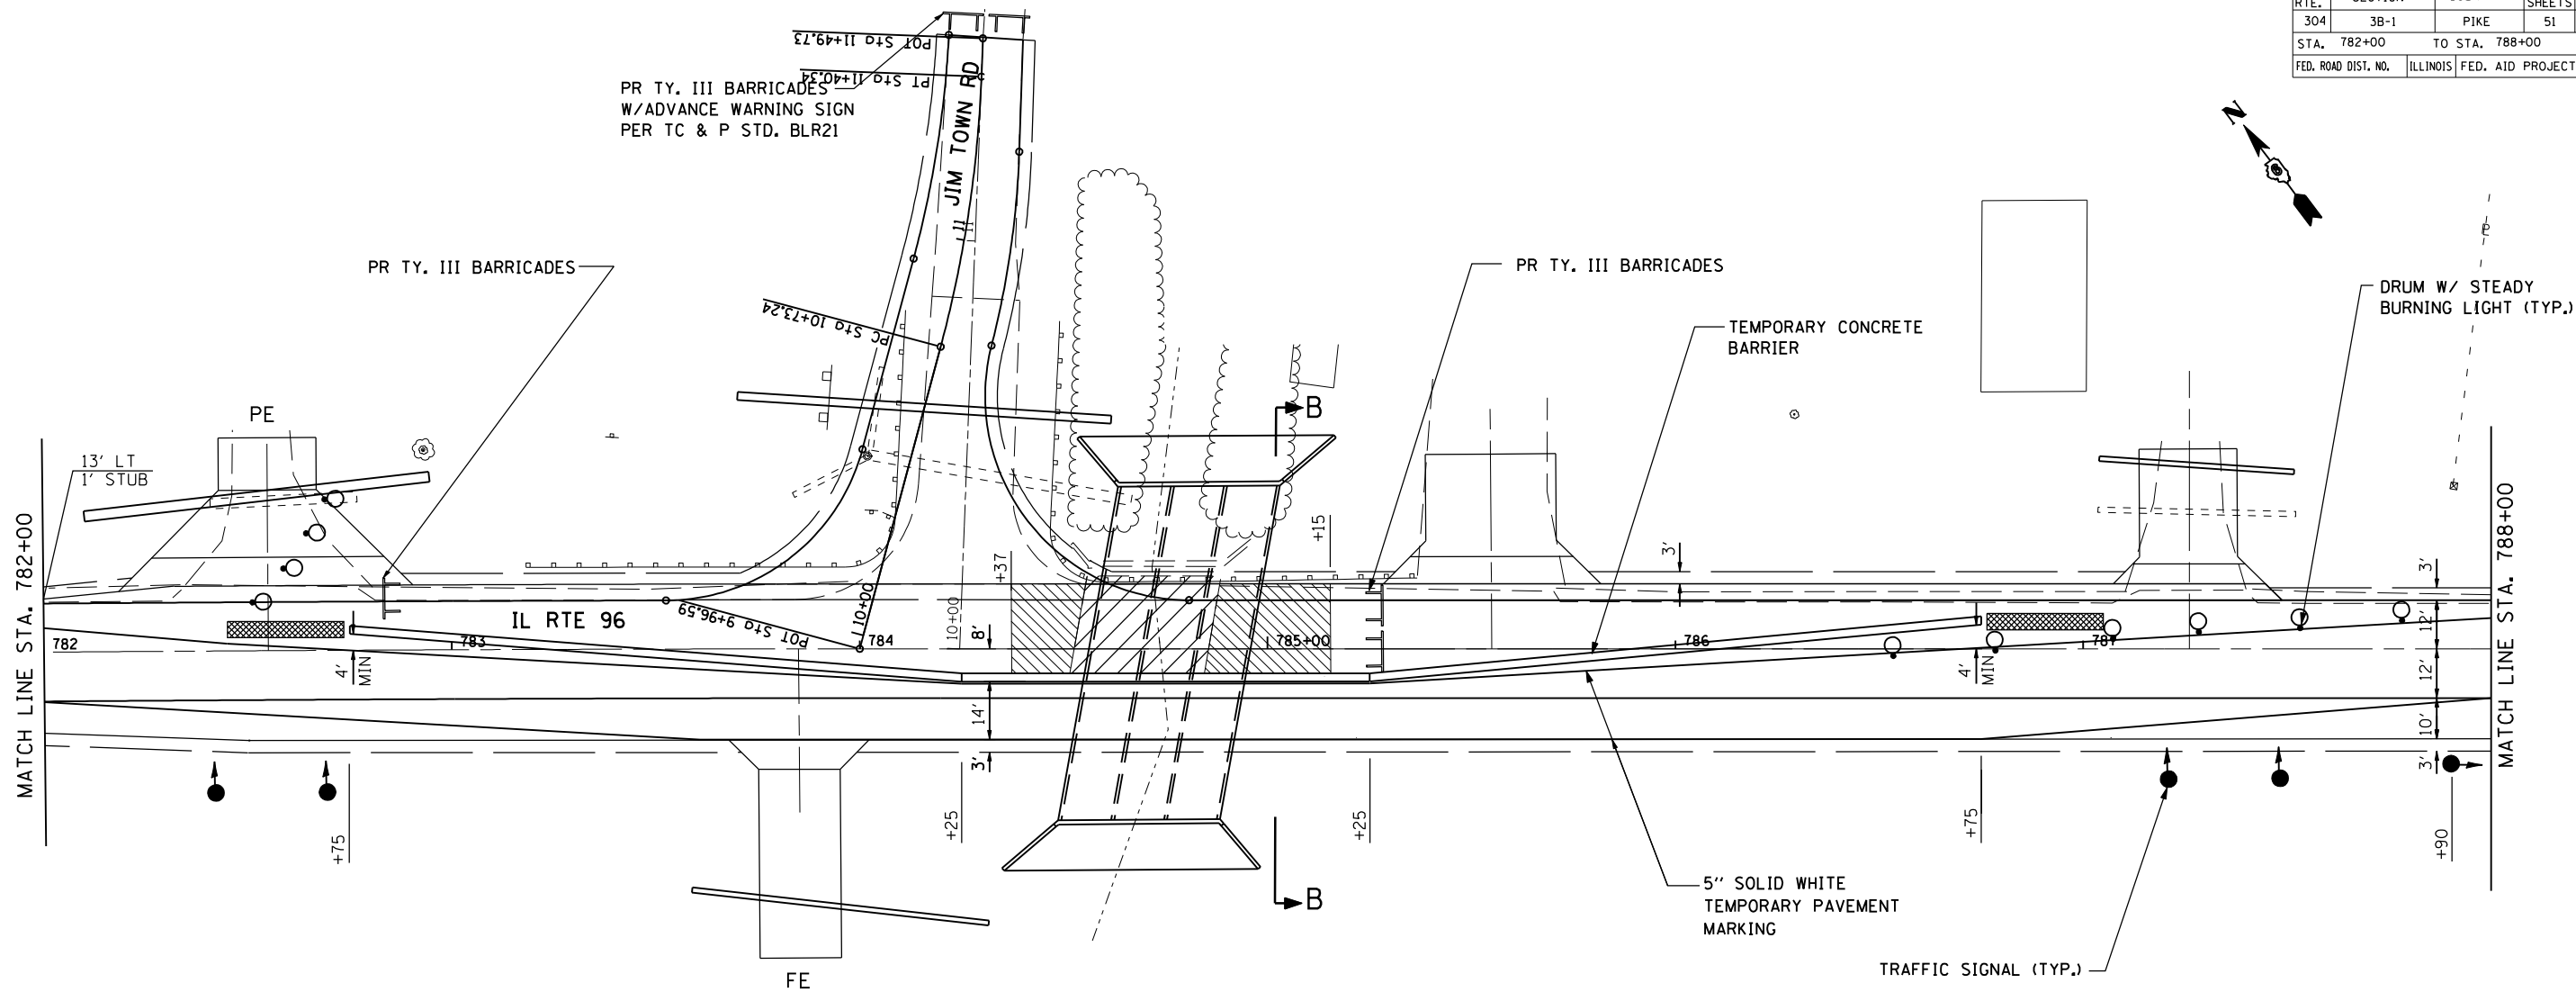 RTE.
SHEETS
304 3B-1 PIKE 51
STA. 782+00 TO STA. 788+00
FED. ROAD DIST. NO. ILLINOIS FED. AID PROJECT
POT Sta 11+49.73
PT Sta 11+40.34
PR TY. III BARRICADES
W/ADVANCE WARNING SIGN
PER TC & P STD. BLR21
JIM TOWN RD
11
11
N
P
PR TY. III BARRICADES
PR TY. III BARRICADES
DRUM W/ STEADY
BURNING LIGHT (TYP.)
PC Sta 10+73.24
TEMPORARY CONCRETE
BARRIER
B
PE
13' LT
1' STUB
MATCH LINE STA. 782+00
MATCH LINE STA. 788+00
+37
+15
3'
3'
IL RTE 96
POT Sta 9+96.59
10+00
10+00
8'
12'
782
783
784
785+00
786
787
4'
MIN
4'
MIN
12'
14'
10'
3'
3'
+75
+25
+25
+75
+90
B
5" SOLID WHITE
TEMPORARY PAVEMENT
MARKING
TRAFFIC SIGNAL (TYP.)
FE